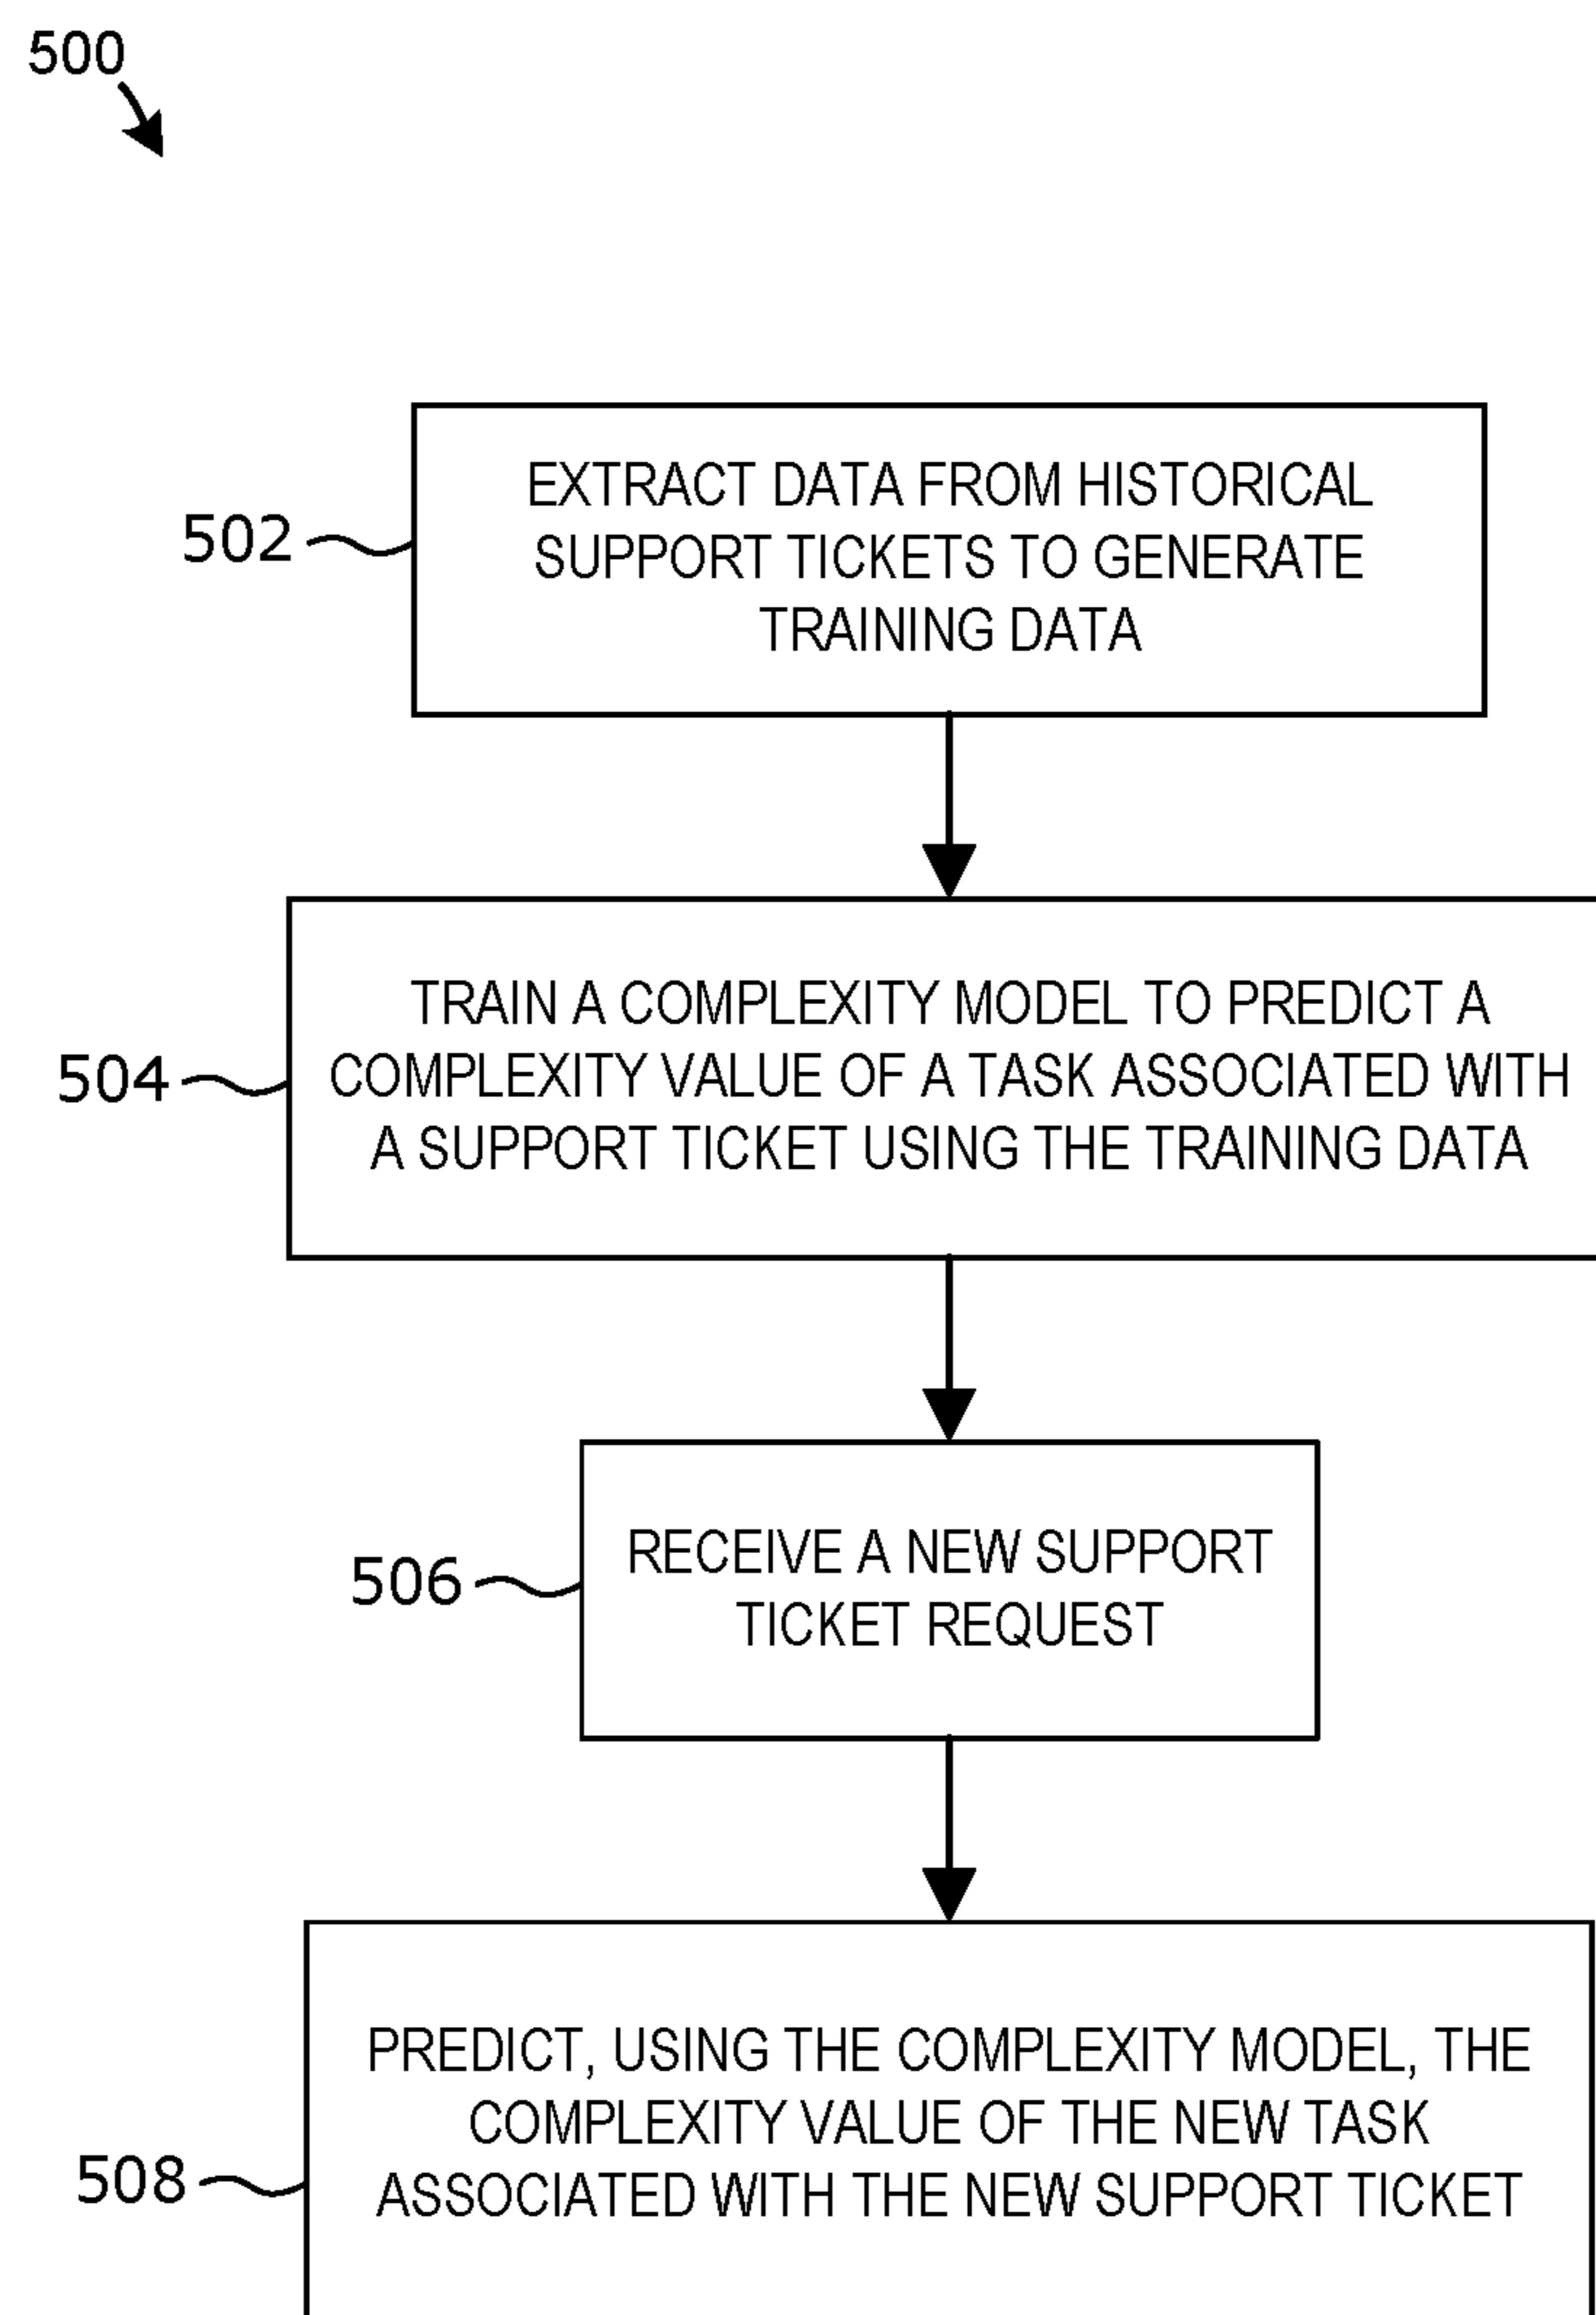 500
502
EXTRACT DATA FROM HISTORICAL
SUPPORT TICKETS TO GENERATE
TRAINING DATA
504
TRAIN A COMPLEXITY MODEL TO PREDICT A
COMPLEXITY VALUE OF A TASK ASSOCIATED WITH
A SUPPORT TICKET USING THE TRAINING DATA
506
RECEIVE A NEW SUPPORT
TICKET REQUEST
508
PREDICT, USING THE COMPLEXITY MODEL, THE
COMPLEXITY VALUE OF THE NEW TASK
ASSOCIATED WITH THE NEW SUPPORT TICKET